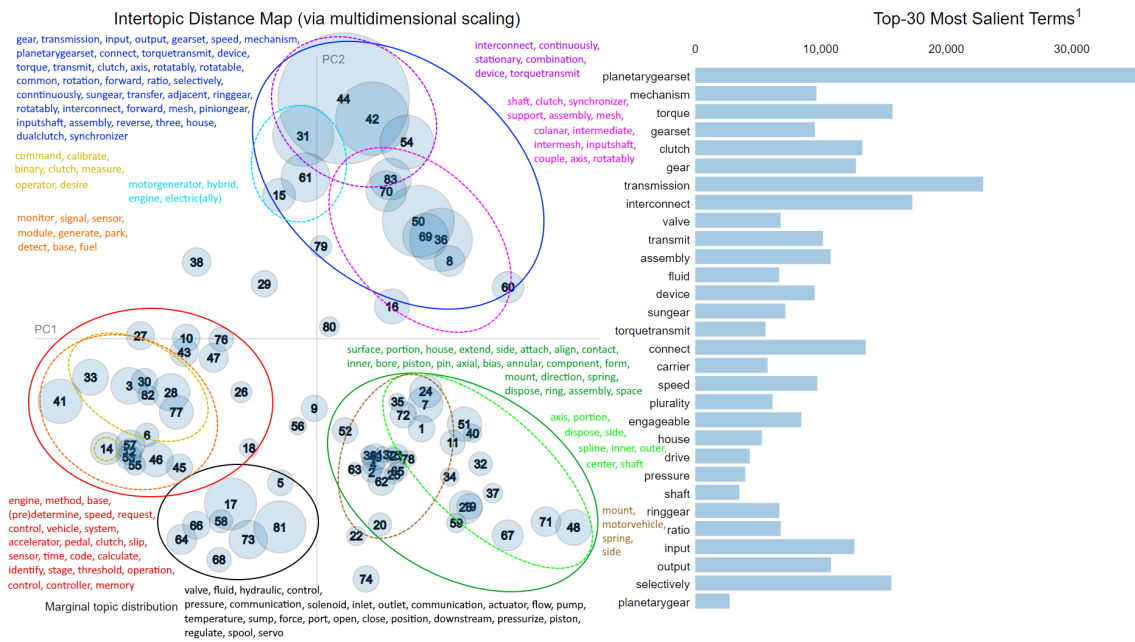 Intertopic Distance Map (via multidimensional scaling)
gear, transmission, input, output, gearset, speed, mechanism,
planetarygearset, connect, torquetransmit, device,
torque, transmit, clutch, axis, rotatably, rotatable,
common, rotation, forward, ratio, selectively,
conntinuously, sungear, transfer, adjacent, ringgear,
rotatably, interconnect, forward, mesh, piniongear,
inputshaft, assembly, reverse, three, house,
dualclutch, synchronizer
command, calibrate,
binary, clutch, measure,
operator, desire
motorgenerator, hybrid,
engine, electric(ally)
monitor, signal, sensor,
module, generate, park,
detect, base, fuel
interconnect, continuously,
stationary, combination,
device, torquetransmit
shaft, clutch, synchronizer,
support, assembly, mesh,
colanar, intermediate,
intermesh, inputshaft,
couple, axis, rotatably
PC2
44
42
31
54
61
15
83
70
50
69
36
8
79
38
29
60
16
80
PC1
27
10
43
76
47
33
3
30
82
28
77
41
26
6
14
57
53
55
46
45
18
9
56
surface, portion, house, extend, side, attach, align, contact,
inner, bore, piston, pin, axial, bias, annular, component, form,
mount, direction, spring,
dispose, ring, assembly, space
35
24
7
72
1
52
51
40
11
78
4
2
65
25
62
63
32
34
37
59
20
22
67
71
48
74
axis, portion,
dispose, side,
spline, inner, outer,
center, shaft
mount,
motorvehicle,
spring,
side
5
17
66
58
64
73
81
68
engine, method, base,
(pre)determine, speed, request,
control, vehicle, system,
accelerator, pedal, clutch, slip,
sensor, time, code, calculate,
identify, stage, threshold, operation,
control, controller, memory
Marginal topic distribution
valve, fluid, hydraulic, control,
pressure, communication, solenoid, inlet, outlet, communication, actuator, flow, pump,
temperature, sump, force, port, open, close, position, downstream, pressurize, piston,
regulate, spool, servo
Top-30 Most Salient Terms1
0 10,000 20,000 30,000
planetarygearset
mechanism
torque
gearset
clutch
gear
transmission
interconnect
valve
transmit
assembly
fluid
device
sungear
torquetransmit
connect
carrier
speed
plurality
engageable
house
drive
pressure
shaft
ringgear
ratio
input
output
selectively
planetarygear